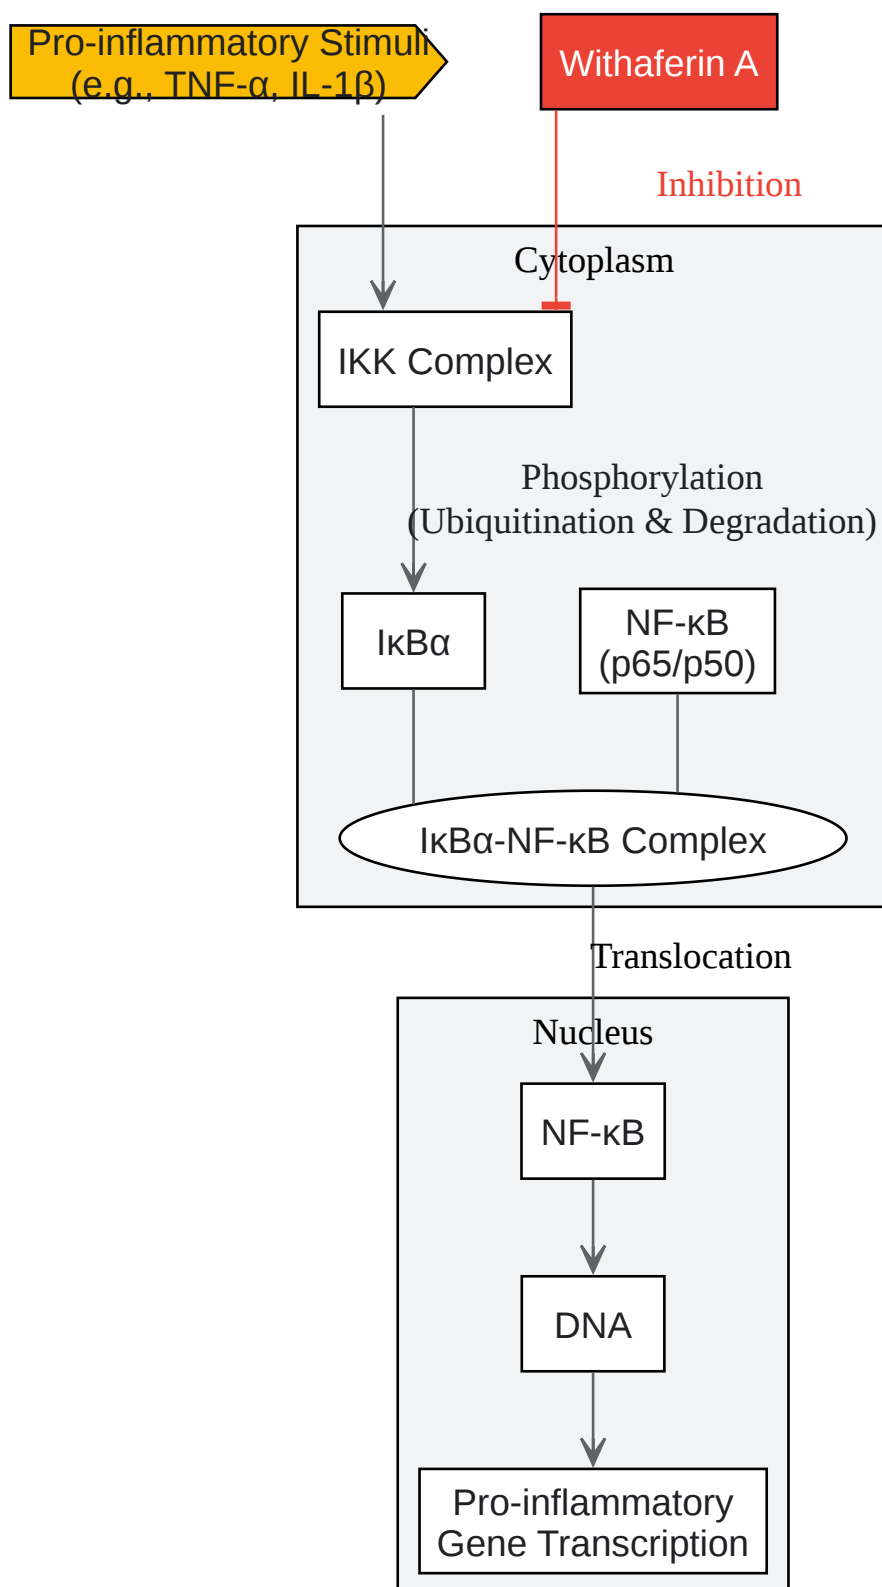 Pro-inflammatory Stimuli
(e.g., TNF-α, IL-1β)
Withaferin A
Inhibition
Cytoplasm
IKK Complex
Phosphorylation
(Ubiquitination & Degradation)
IκBα
NF-κB
(p65/p50)
IκBα-NF-κB Complex
Translocation
Nucleus
NF-κB
DNA
Pro-inflammatory
Gene Transcription